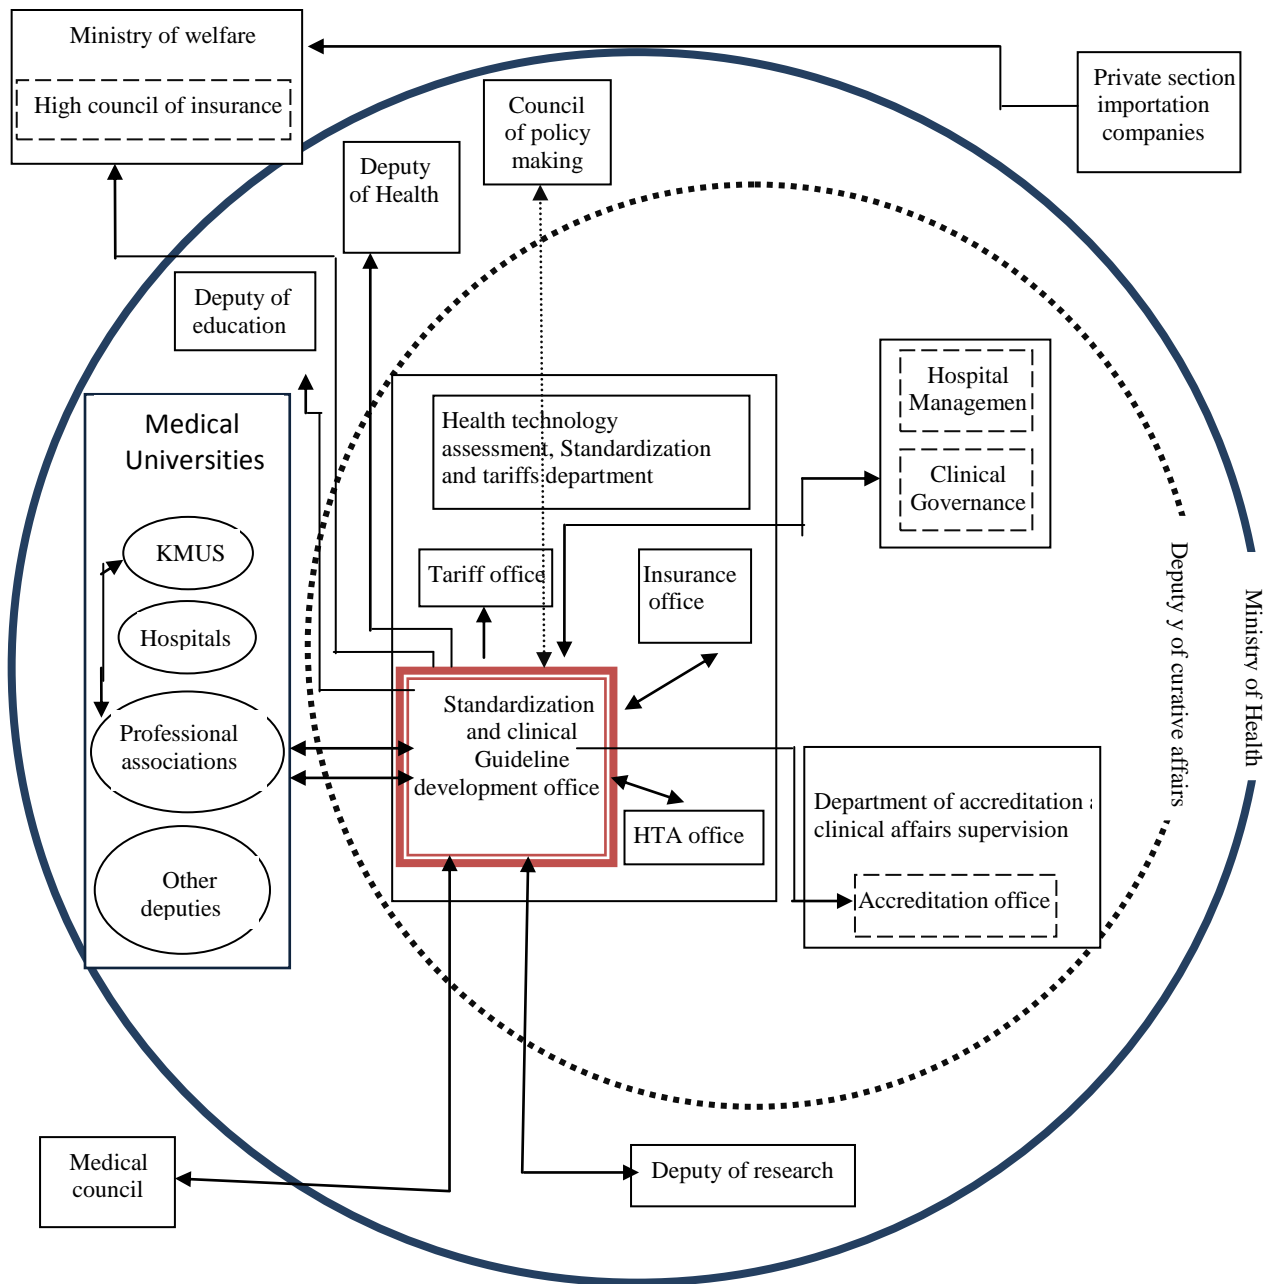 Ministry of welfare
High council of insurance
Private section
importation
companies
Council
of policy
making
Deputy
of Health
Deputy of
education
Hospital
Managemen
Clinical
Governance
Medical
Universities
Health technology
assessment, Standardization
and tariffs department
KMUS
Tariff office
Insurance
office
Hospitals
Professional
associations
Standardization
and clinical
Guideline
development office
HTA office
Other
deputies
Department of accreditation
clinical affairs supervision
Accreditation office
Deputy y of curative affairs
Ministry of Health
Medical
council
Deputy of research